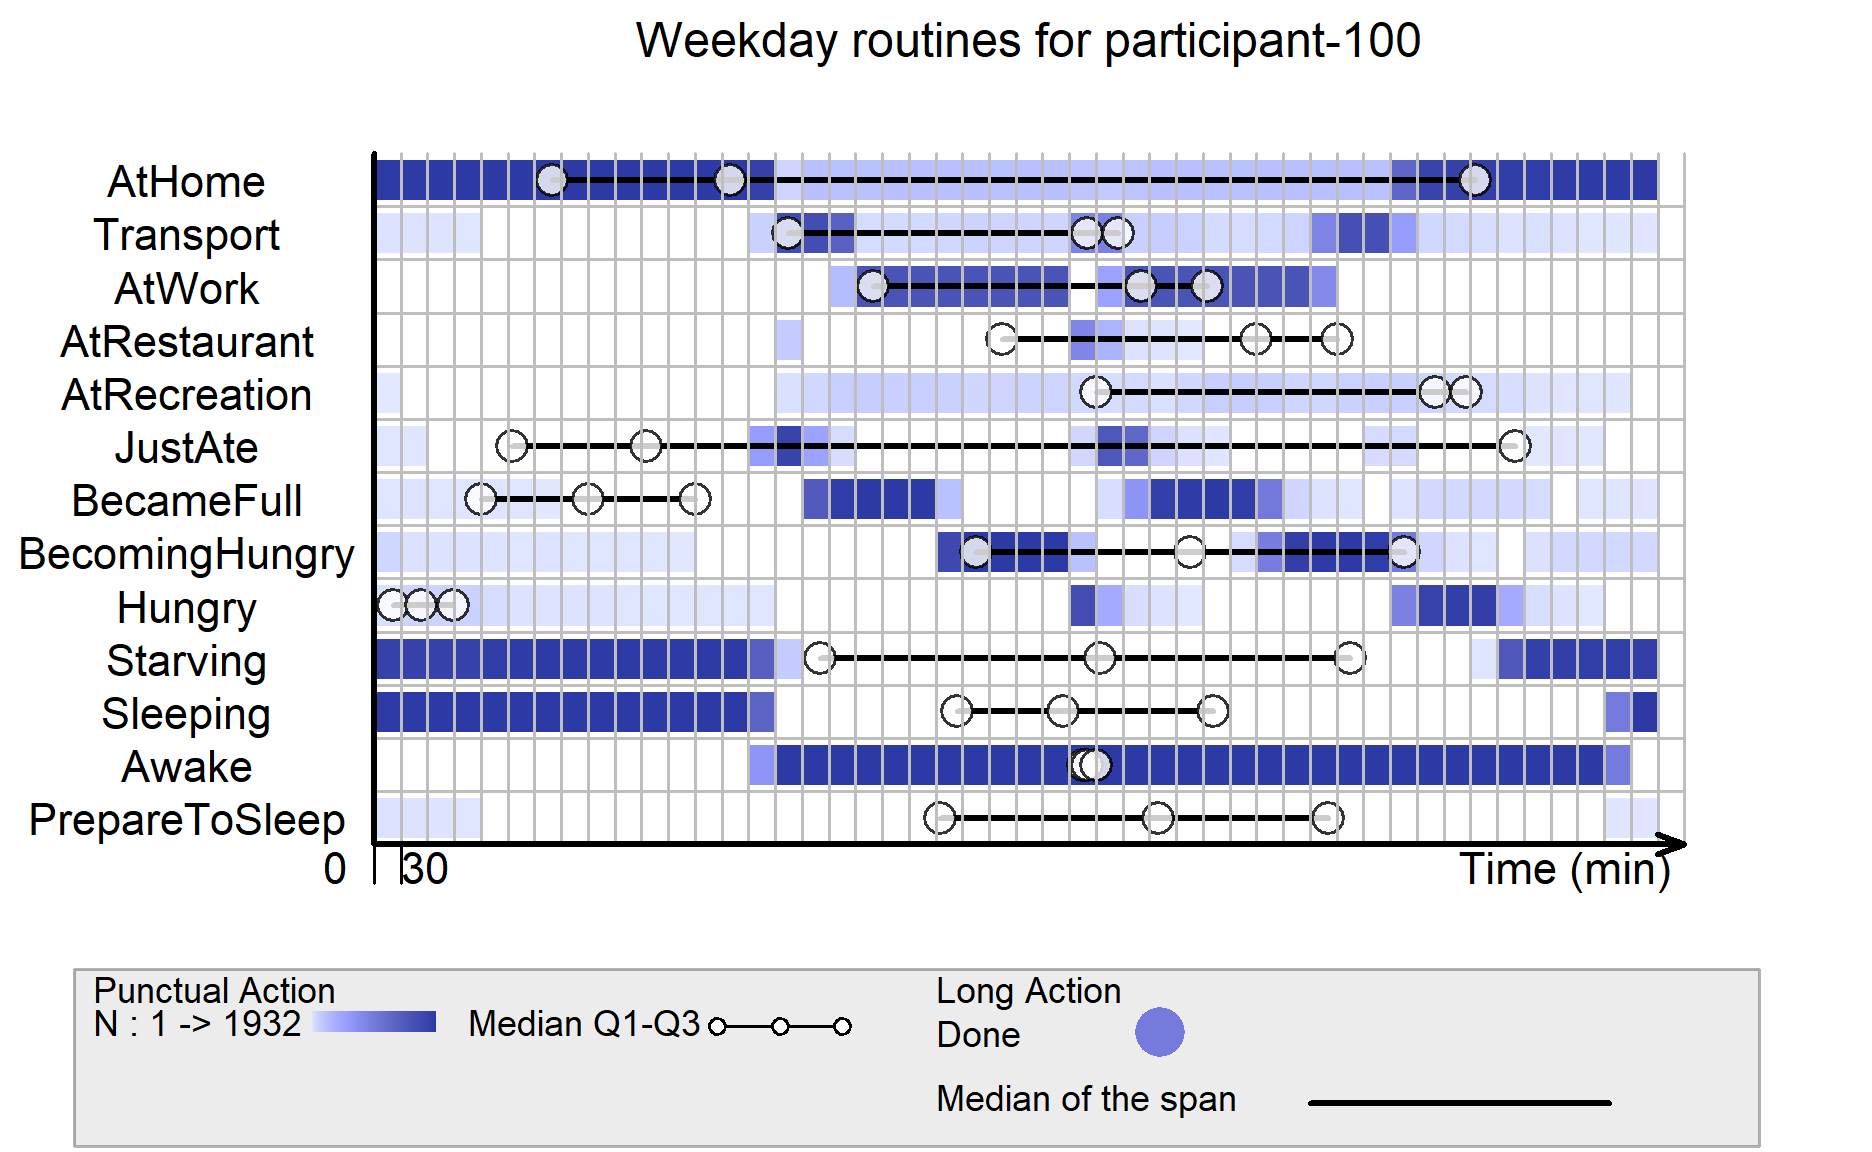 Weekday routines for participant-100
AtHome
Transport
AtWork
AtRestaurant
AtRecreation
JustAte
BecameFull
BecomingHungry
Hungry
Starving
Sleeping
Awake
PrepareToSleep
0 30 Time (min)
Punctual Action
N : 1 -> 1932 Median Q1-Q3
Long Action
Done
Median of the span